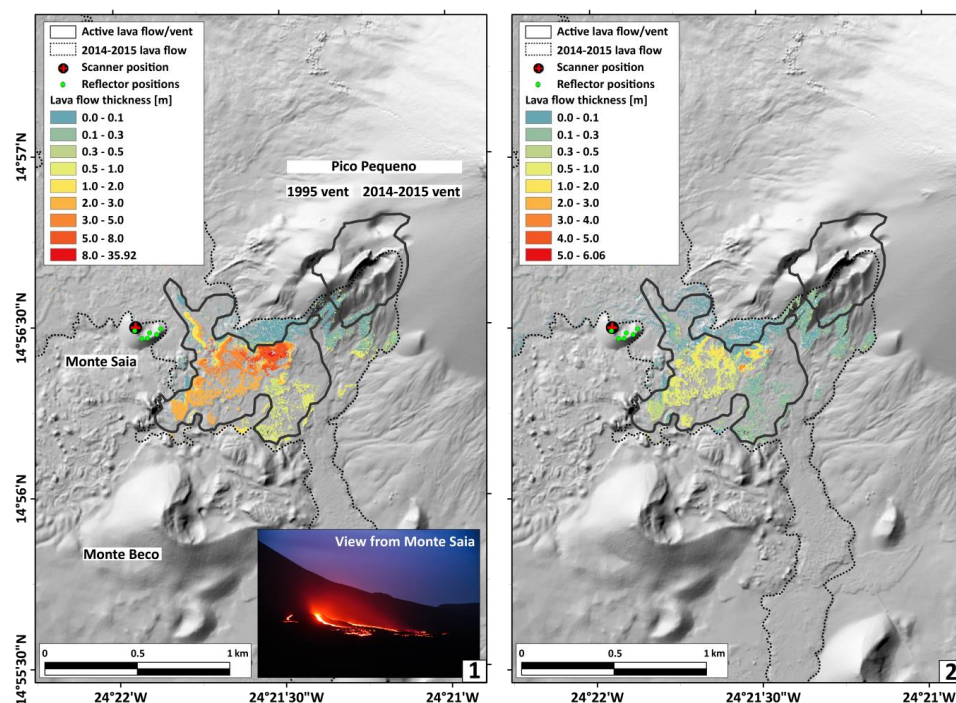 Active lava flow/vent
2014-2015 lava flow
Scanner position
Reflector positions
Lava flow thickness [m]
0.0 - 0.1
0.1 - 0.3
0.3 - 0.5
0.5 - 1.0
1.0 - 2.0
2.0 - 3.0
3.0 - 5.0
5.0 - 8.0
8.0 - 35.92
Pico Pequeno
1995 vent 2014-2015 vent
Monte Saia
Monte Beco
View from Monte Saia
0 0.5 1 km
1
14°57'N
14°56'30"N
14°56'N
14°55'30"N
24°22'W 24°21'30"W 24°21'W
Active lava flow/vent
2014-2015 lava flow
Scanner position
Reflector positions
Lava flow thickness [m]
0.0 - 0.1
0.1 - 0.3
0.3 - 0.5
0.5 - 1.0
1.0 - 2.0
2.0 - 3.0
3.0 - 4.0
4.0 - 5.0
5.0 - 6.06
0 0.5 1 km
2
24°22'W 24°21'30"W 24°21'W